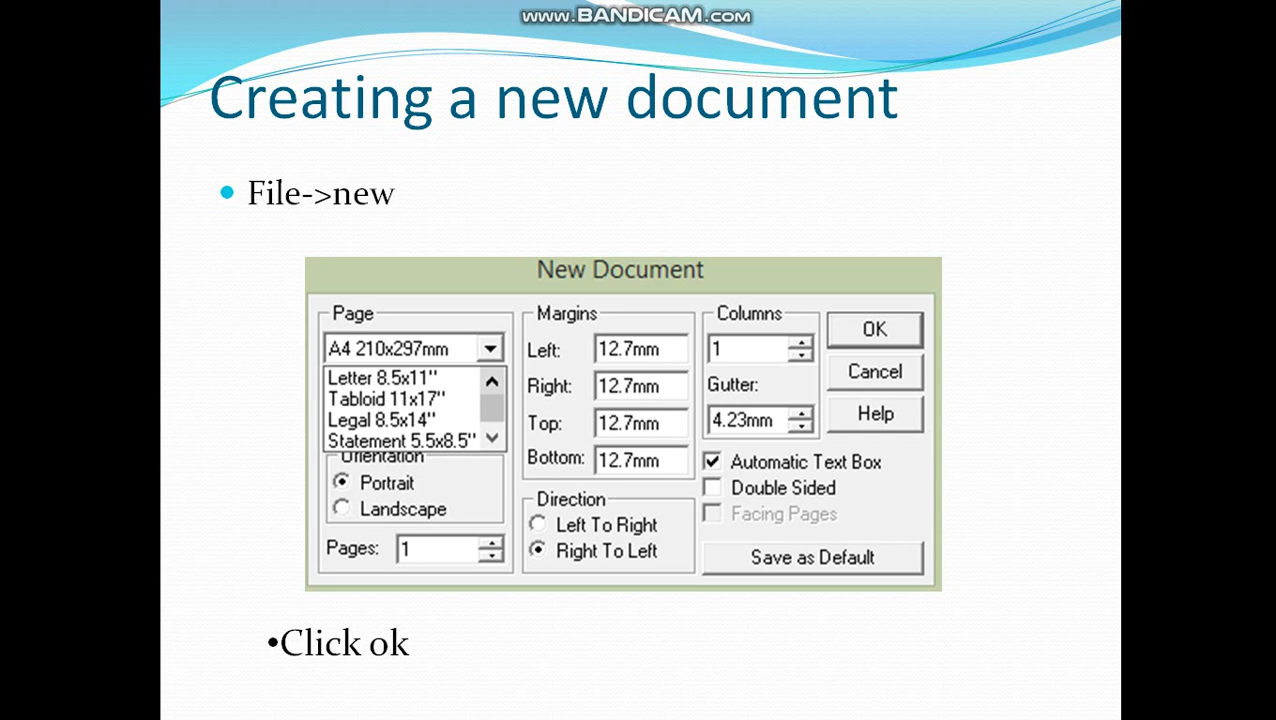 www.BANDICAM.com
Creating a new document
• File->new
New Document
Page
A4 210x297mm
Letter 8.5x11"
Tabloid 11x17"
Legal 8.5x14"
Statement 5.5x8.5"
Orientation
Portrait
Landscape
Pages: 1
Margins
Left: 12.7mm
Right: 12.7mm
Top: 12.7mm
Bottom: 12.7mm
Direction
Left To Right
Right To Left
Columns
1
Gutter:
4.23mm
OK
Cancel
Help
Automatic Text Box
Double Sided
Facing Pages
Save as Default
•Click ok